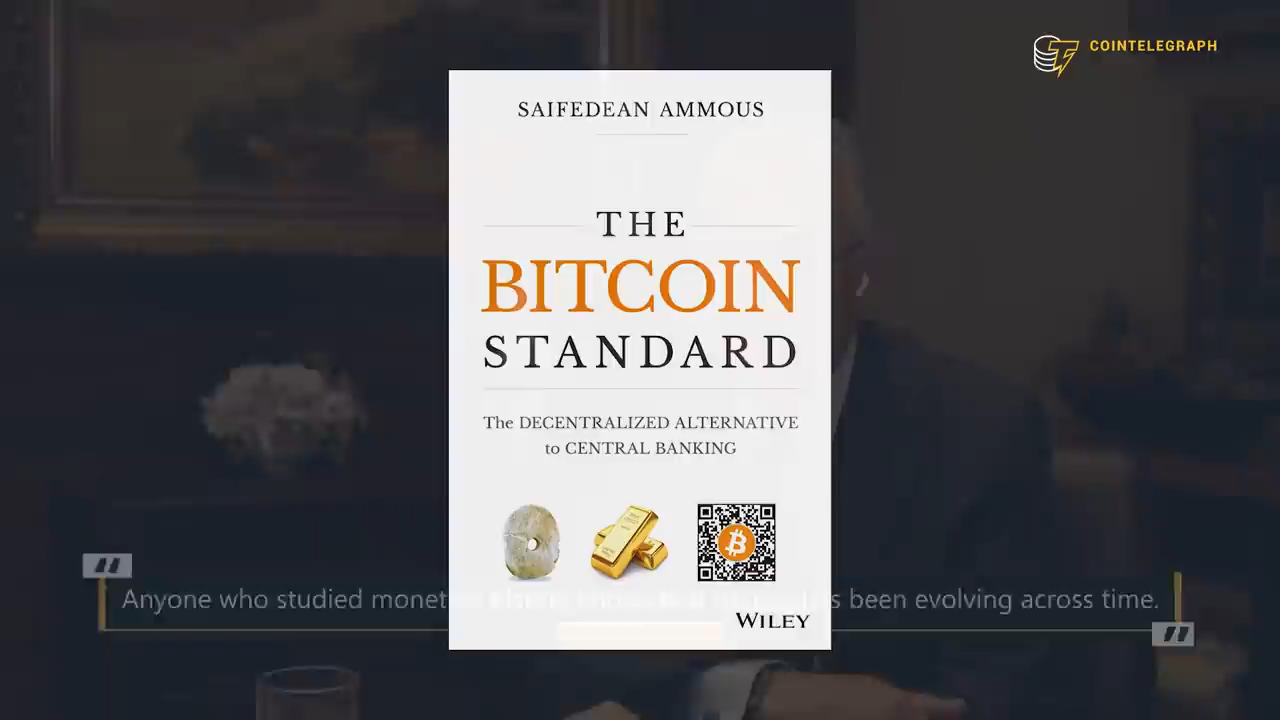 COINTELEGRAPH
SAIFEDEAN AMMOUS
THE
BITCOIN
STANDARD
The DECENTRALIZED ALTERNATIVE
to CENTRAL BANKING
Anyone who studied s been evolving across time.
WILEY